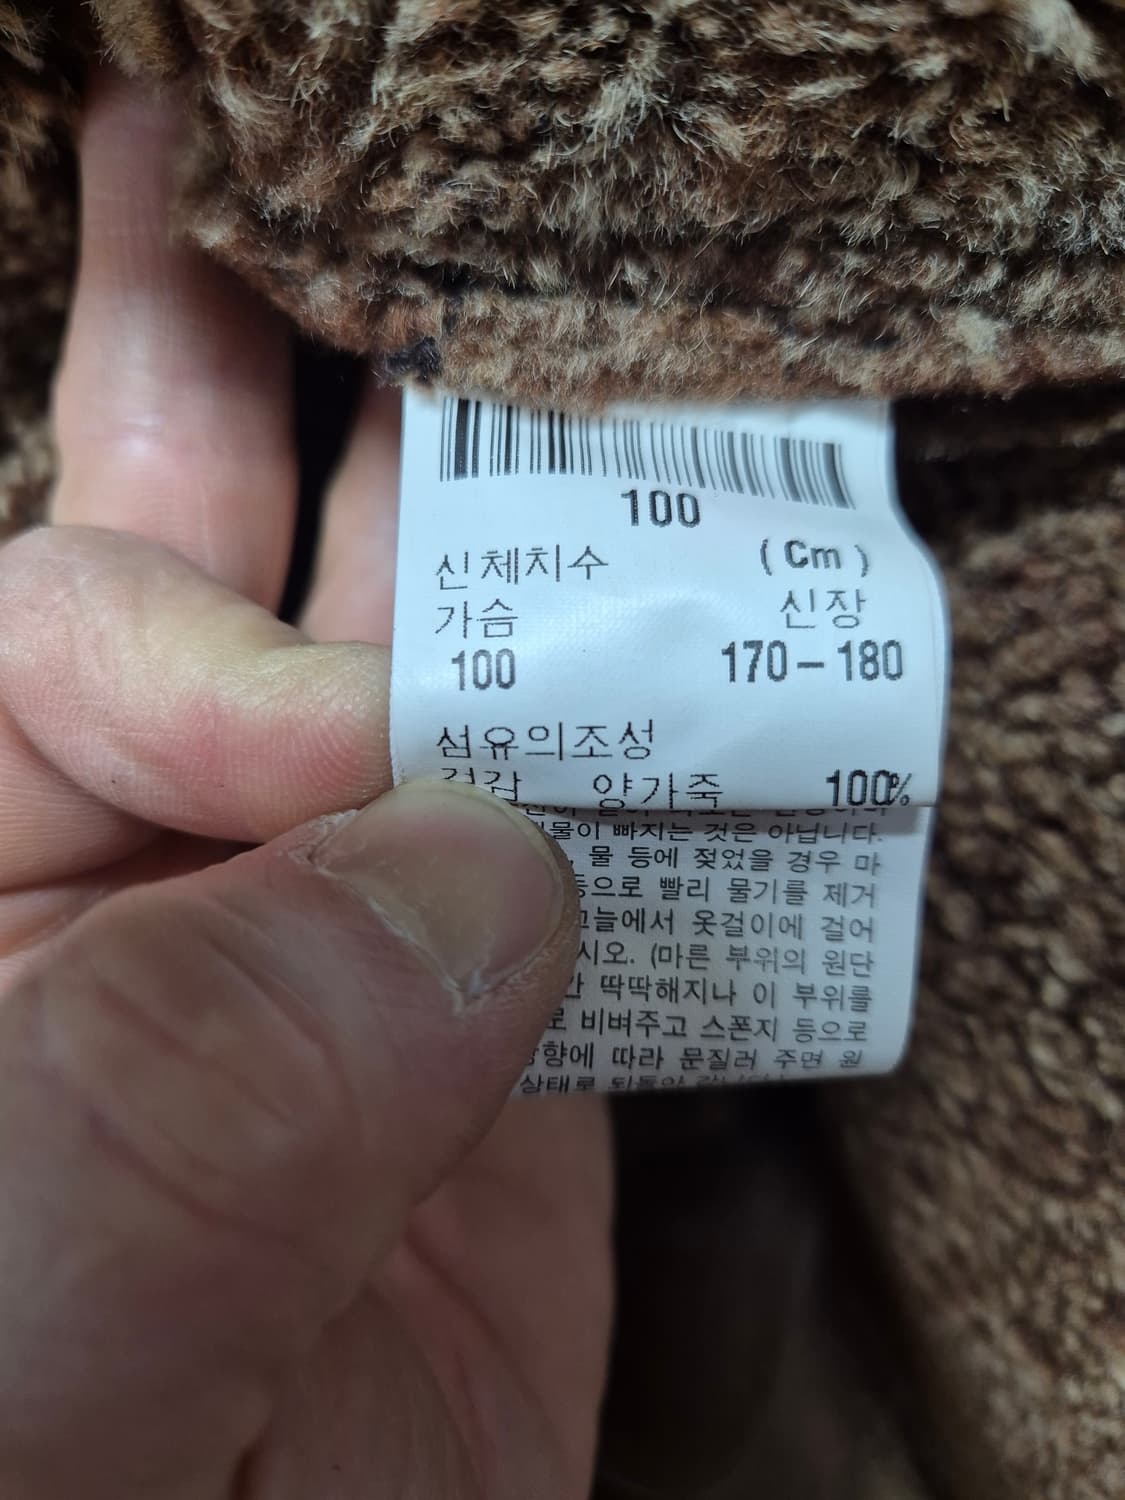 100
신체치수 (Cm)
가슴 신장
100 170-180
섬유의조성
겉감 양가죽 100%
빠지는 것은 아닙니다.
물 등에 젖었을 경우 마
등으로 빨리 물기를 제거
그늘에서 옷걸이에 걸어
시오. (마른 부위의 원단
딱딱해지나 이 부위를
로 비벼주고 스폰지 등으로
방향에 따라 문질러 주면 원
상태로